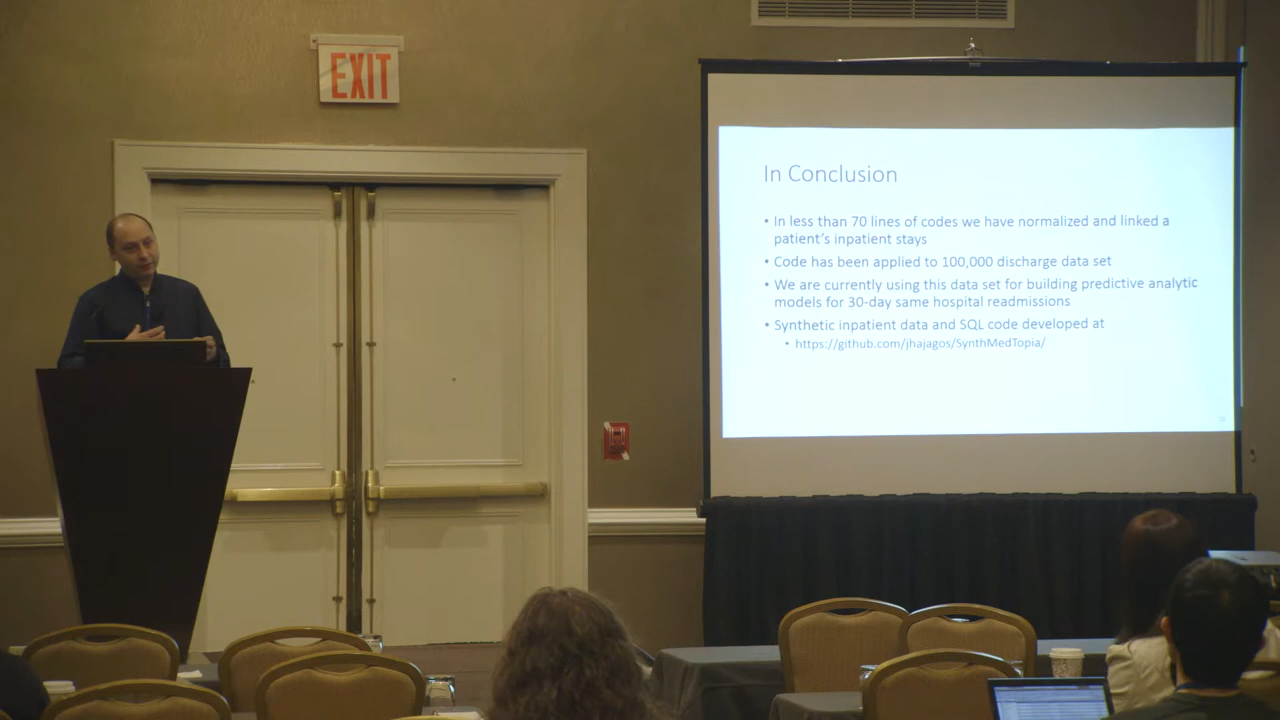 EXIT
In Conclusion
• In less than 70 lines of codes we have normalized and linked a
patient's inpatient stays
• Code has been applied to 100,000 discharge data set
• We are currently using this data set for building predictive analytic
models for 30-day same hospital readmissions
• Synthetic inpatient data and SQL code developed at
• https://github.com/jhajagos/SynthMedTopia/